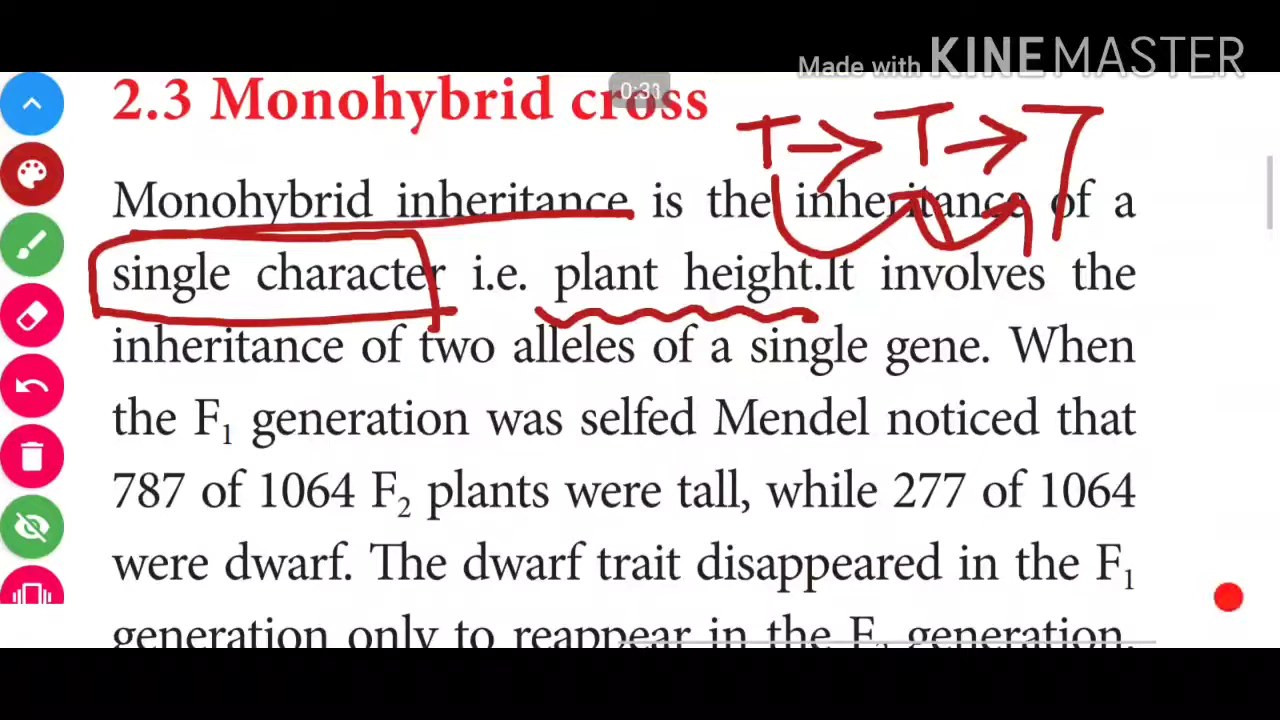 Made with KINEMASTER
0:31
2.3 Monohybrid cross
T → T → T
Monohybrid inheritance is the inheritance of a
single character i.e. plant height.It involves the
inheritance of two alleles of a single gene. When
the F₁ generation was selfed Mendel noticed that
787 of 1064 F₂ plants were tall, while 277 of 1064
were dwarf. The dwarf trait disappeared in the F₁
generation only to reappear in the F₂ generation.